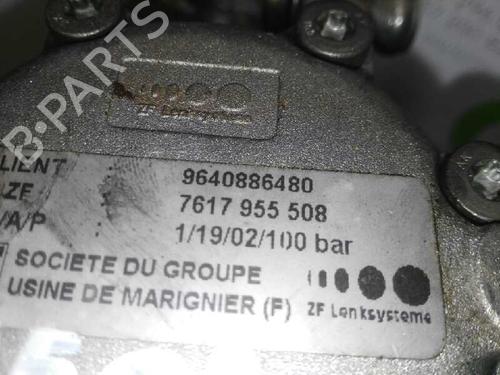 B-PARTS
ZF Lenksysteme
LIENT 9640886480
ZF 7617 955 508
/A/P 1/19/02/100 bar
SOCIETE DU GROUPE
USINE DE MARIGNIER (F)
ZF Lenksysteme